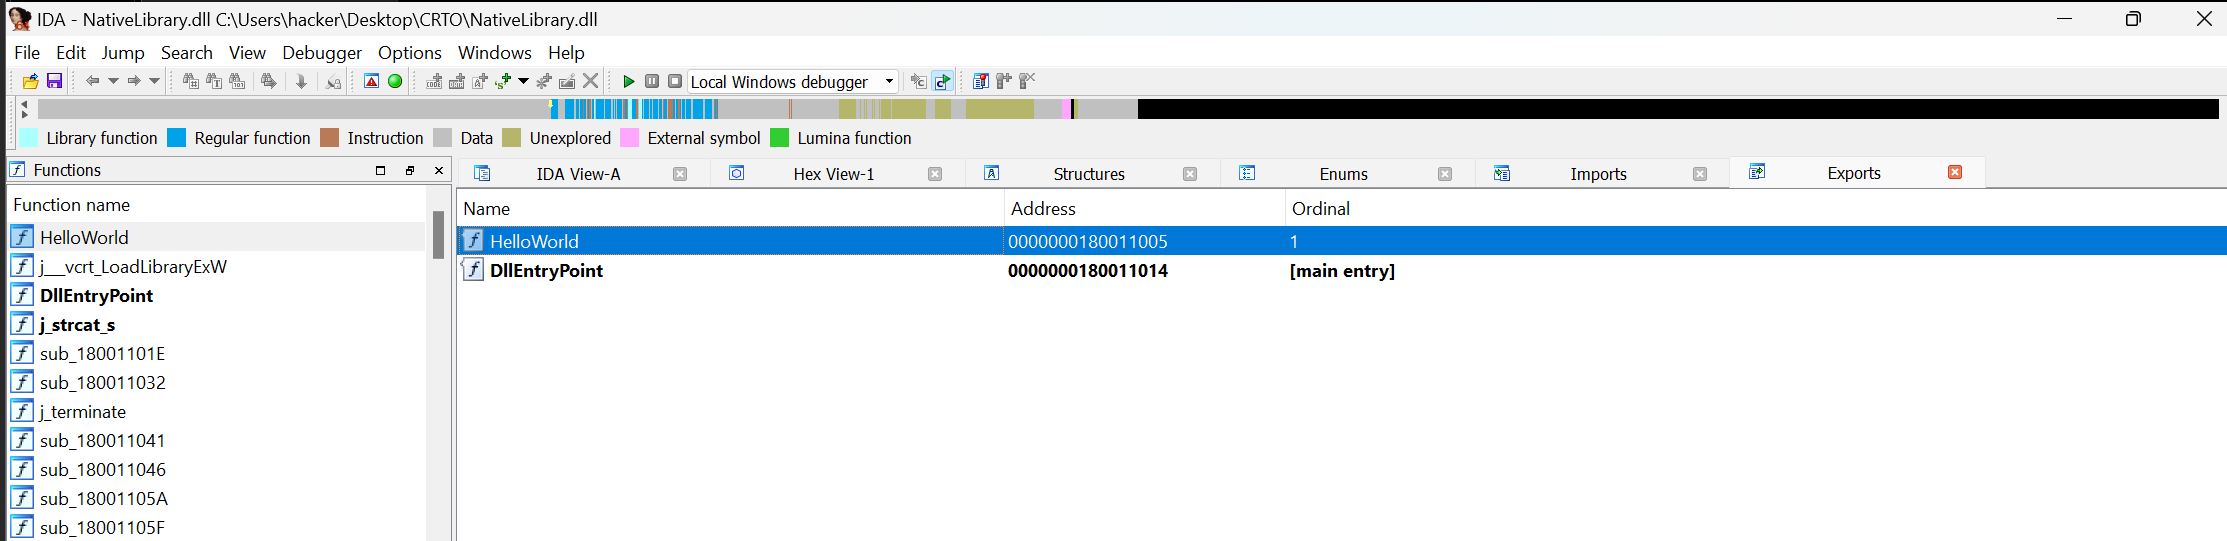 IDA - NativeLibrary.dll C:\Users\hacker\Desktop\CRTO\NativeLibrary.dll
File Edit Jump Search View Debugger Options Windows Help
Local Windows debugger
Library function Regular function Instruction Data Unexplored External symbol Lumina function
Functions
IDA View-A Hex View-1 Structures Enums Imports Exports
Function name
HelloWorld
j___vcrt_LoadLibraryExW
DllEntryPoint
j_strcat_s
sub_18001101E
sub_180011032
j_terminate
sub_180011041
sub_180011046
sub_18001105A
sub_18001105F
Name Address Ordinal
HelloWorld 0000000180011005 1
DllEntryPoint 0000000180011014 [main entry]